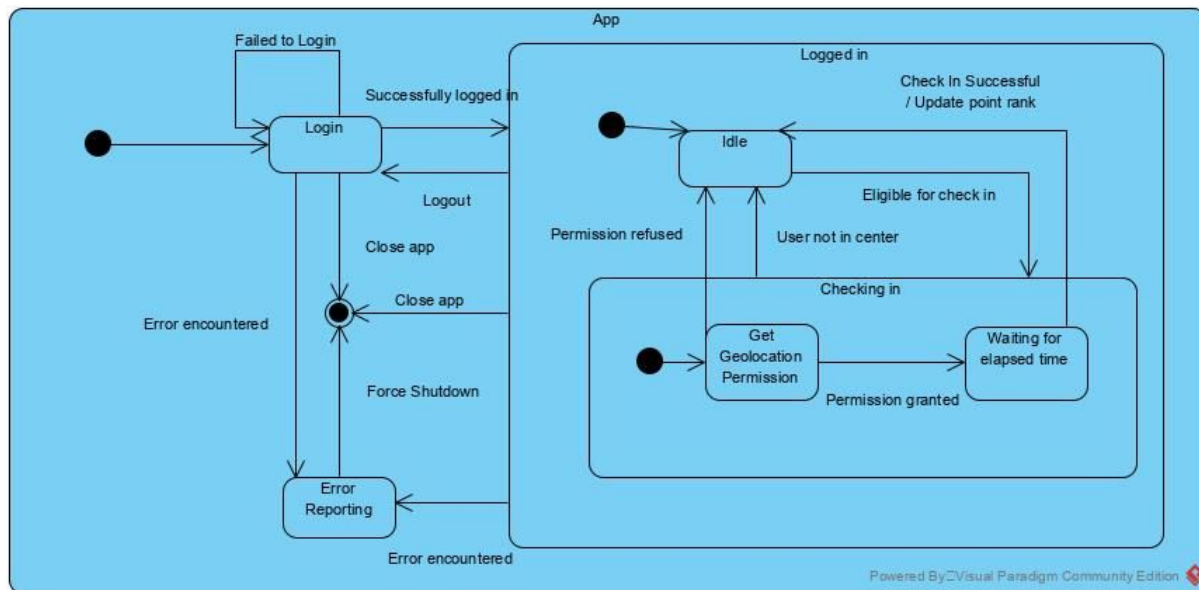 App
Failed to Login
Logged in
Check In Successful
/ Update point rank
Successfully logged in
Login
Idle
Logout
Eligible for check in
Permission refused
User not in center
Close app
Checking in
Close app
Error encountered
Get
Geolocation
Permission
Waiting for
elapsed time
Force Shutdown
Permission granted
Error
Reporting
Error encountered
Powered By Visual Paradigm Community Edition